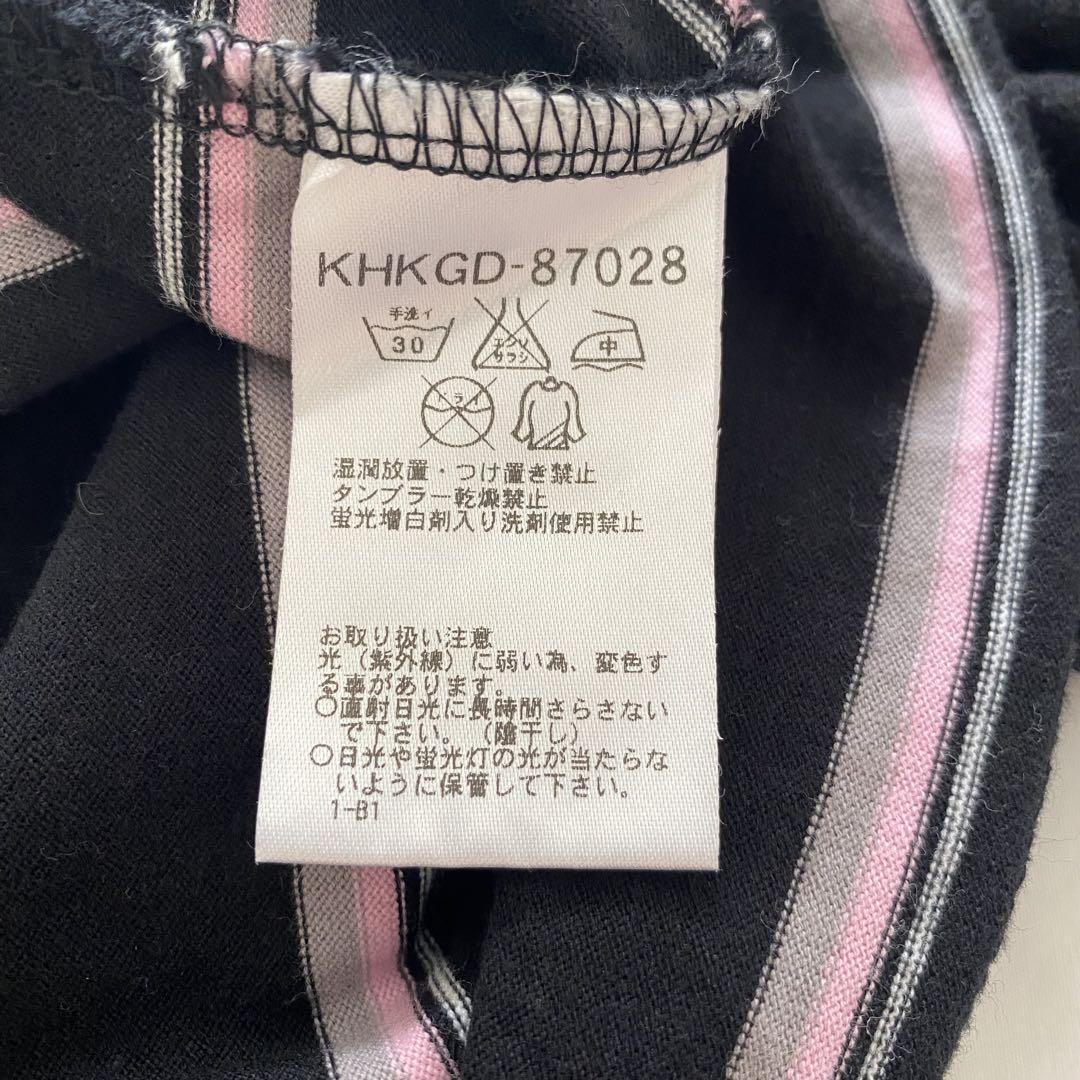 KHKGD-87028
手洗イ
30
エンソ
サラシ
中
ドライ
湿潤放置・つけ置き禁止
タンブラー乾燥禁止
蛍光増白剤入り洗剤使用禁止
お取り扱い注意
光（紫外線）に弱い為、変色す
る事があります。
○直射日光に長時間さらさない
で下さい。（陰干し）
○日光や蛍光灯の光が当たらな
いように保管して下さい。
1-B1